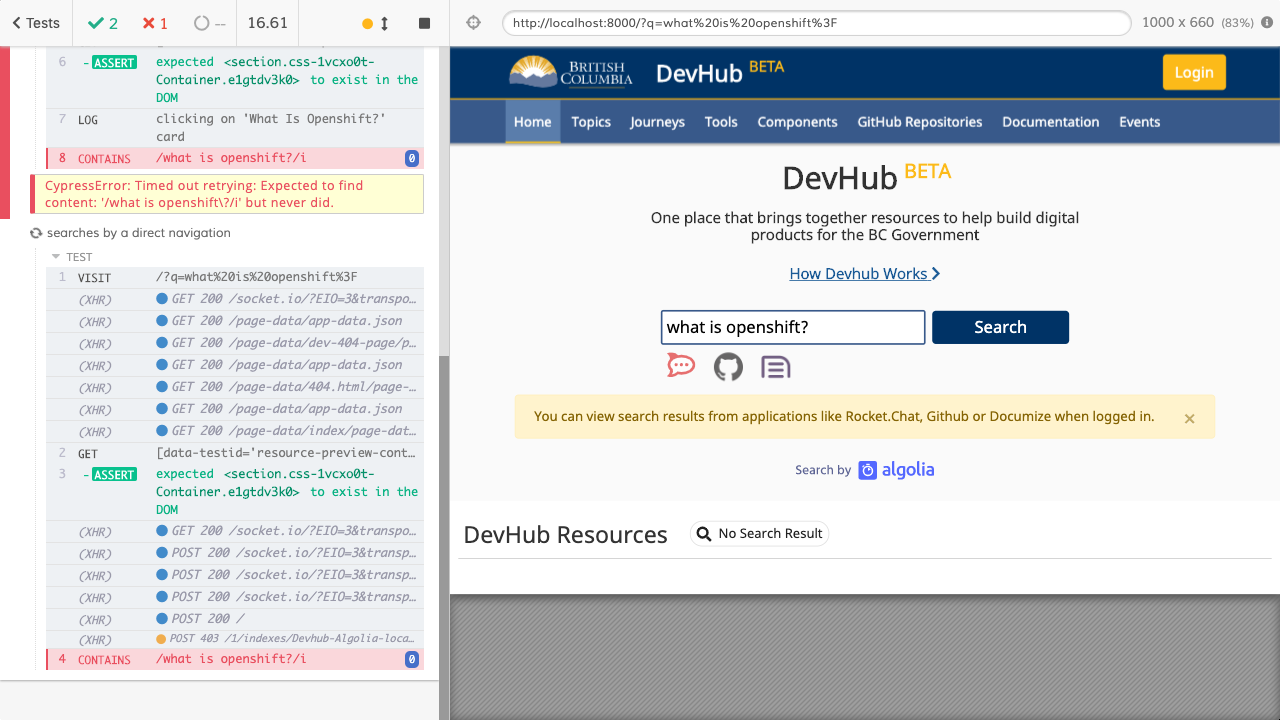 Tests
2
1
--
16.61
http://localhost:8000/?q=what%20is%20openshift%3F
1000 x 660 (83%)
6 -ASSERT expected <section.css-1vcxo0t-
Container.e1gtdv3k0> to exist in the
DOM
7 LOG clicking on 'What Is Openshift?'
card
8 CONTAINS /what is openshift?/i 0
CypressError: Timed out retrying: Expected to find
content: '/what is openshift\?/i' but never did.
searches by a direct navigation
TEST
1 VISIT /?q=what%20is%20openshift%3F
(XHR) GET 200 /socket.io/?EIO=3&transpo…
(XHR) GET 200 /page-data/app-data.json
(XHR) GET 200 /page-data/dev-404-page/p…
(XHR) GET 200 /page-data/app-data.json
(XHR) GET 200 /page-data/404.html/page-…
(XHR) GET 200 /page-data/app-data.json
(XHR) GET 200 /page-data/index/page-dat…
2 GET [data-testid='resource-preview-cont…
3 -ASSERT expected <section.css-1vcxo0t-
Container.e1gtdv3k0> to exist in the
DOM
(XHR) GET 200 /socket.io/?EIO=3&transpo…
(XHR) POST 200 /socket.io/?EIO=3&transp…
(XHR) POST 200 /socket.io/?EIO=3&transp…
(XHR) POST 200 /socket.io/?EIO=3&transp…
(XHR) POST 200 /
(XHR) POST 403 /1/indexes/Devhub-Algolia-loca…
4 CONTAINS /what is openshift?/i 0
BRITISH
COLUMBIA
DevHub BETA
Login
Home Topics Journeys Tools Components GitHub Repositories Documentation Events
DevHub BETA
One place that brings together resources to help build digital
products for the BC Government
How Devhub Works
what is openshift?
Search
You can view search results from applications like Rocket.Chat, Github or Documize when logged in. ×
Search by algolia
DevHub Resources
No Search Result